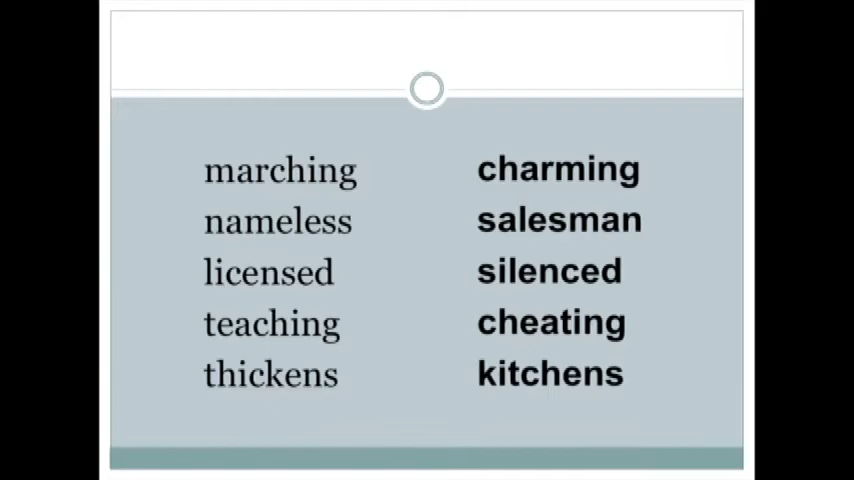 marching charming
nameless salesman
licensed silenced
teaching cheating
thickens kitchens